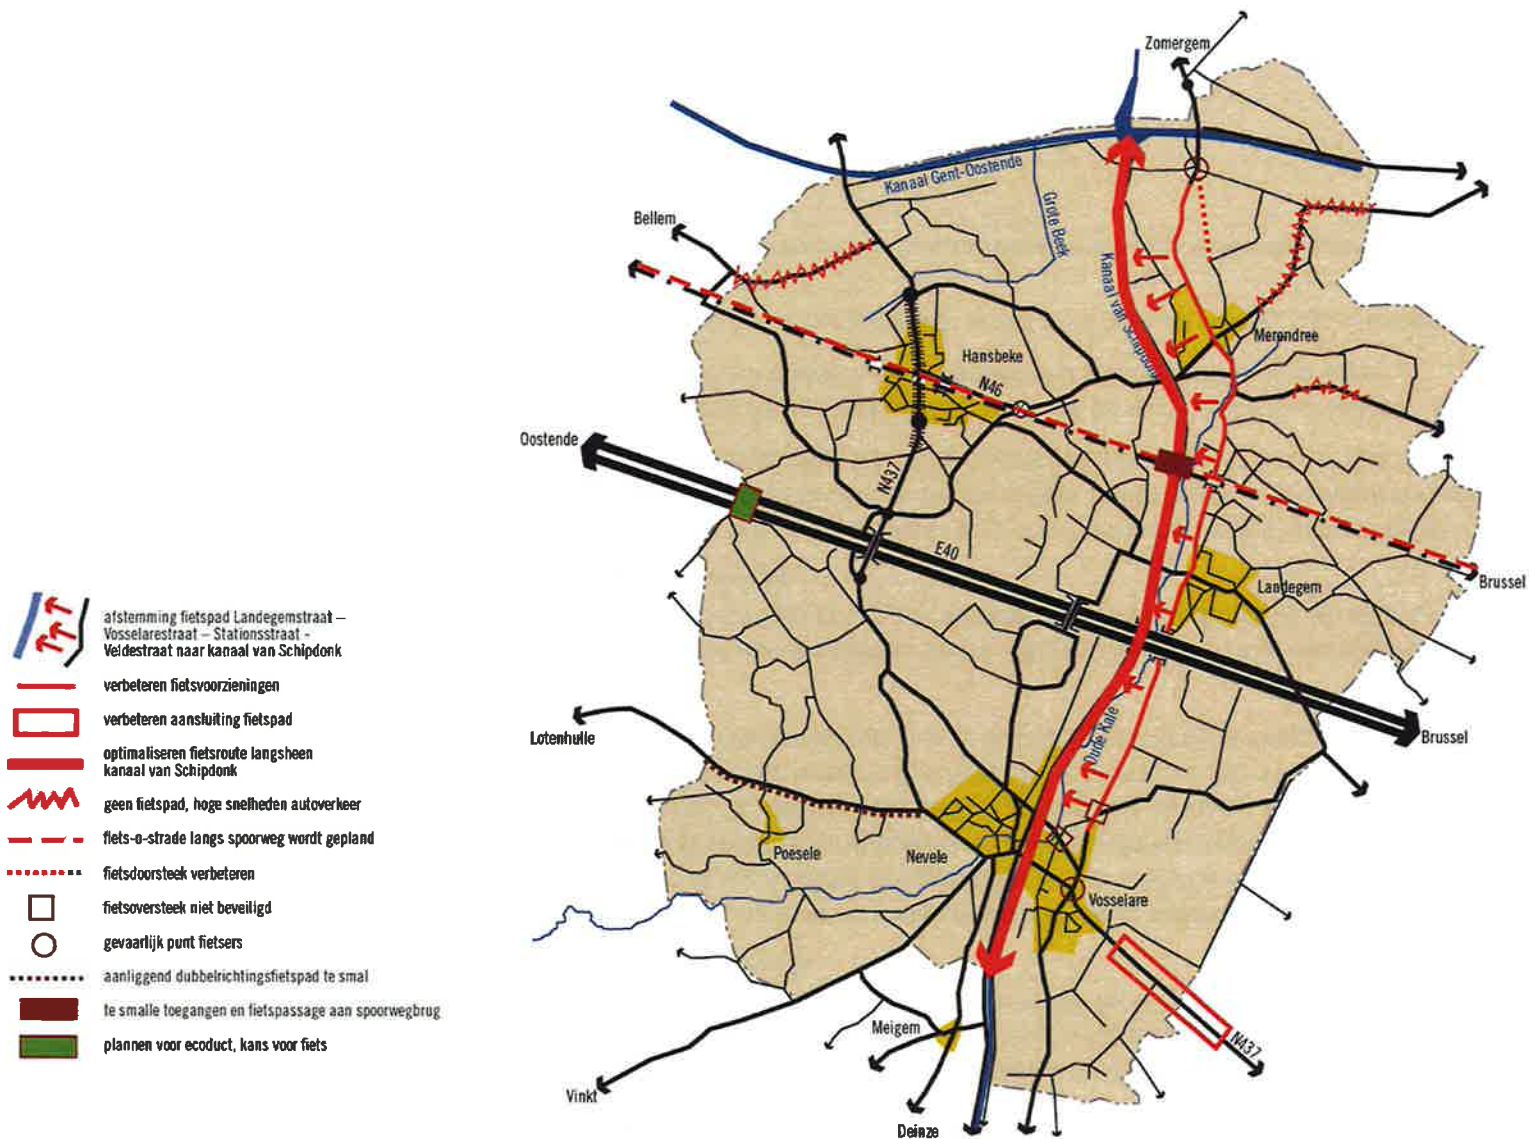 Zomergem
Kanaal Gent-Oostende
Grote Beek
Bellem
Kanaal van Schipdonk
Merendree
Hansbeke
N46
Oostende
N437
E40
Landegem
Brussel
Oude Kale
Brussel
Lotenhulle
Poesele
Nevele
Vosselare
Meigem
N437
Vinkt
Deinze
afstemming fietspad Landegemstraat –
Vosselarestraat – Stationsstraat -
Veldestraat naar kanaal van Schipdonk
verbeteren fietsvoorzieningen
verbeteren aansluiting fietspad
optimaliseren fietsroute langsheen
kanaal van Schipdonk
geen fietspad, hoge snelheden autoverkeer
fiets-o-strade langs spoorweg wordt gepland
fietsdoorsteek verbeteren
fietsoversteek niet beveiligd
gevaarlijk punt fietsers
aanliggend dubbelrichtingsfietspad te smal
te smalle toegangen en fietspassage aan spoorwegbrug
plannen voor ecoduct, kans voor fiets